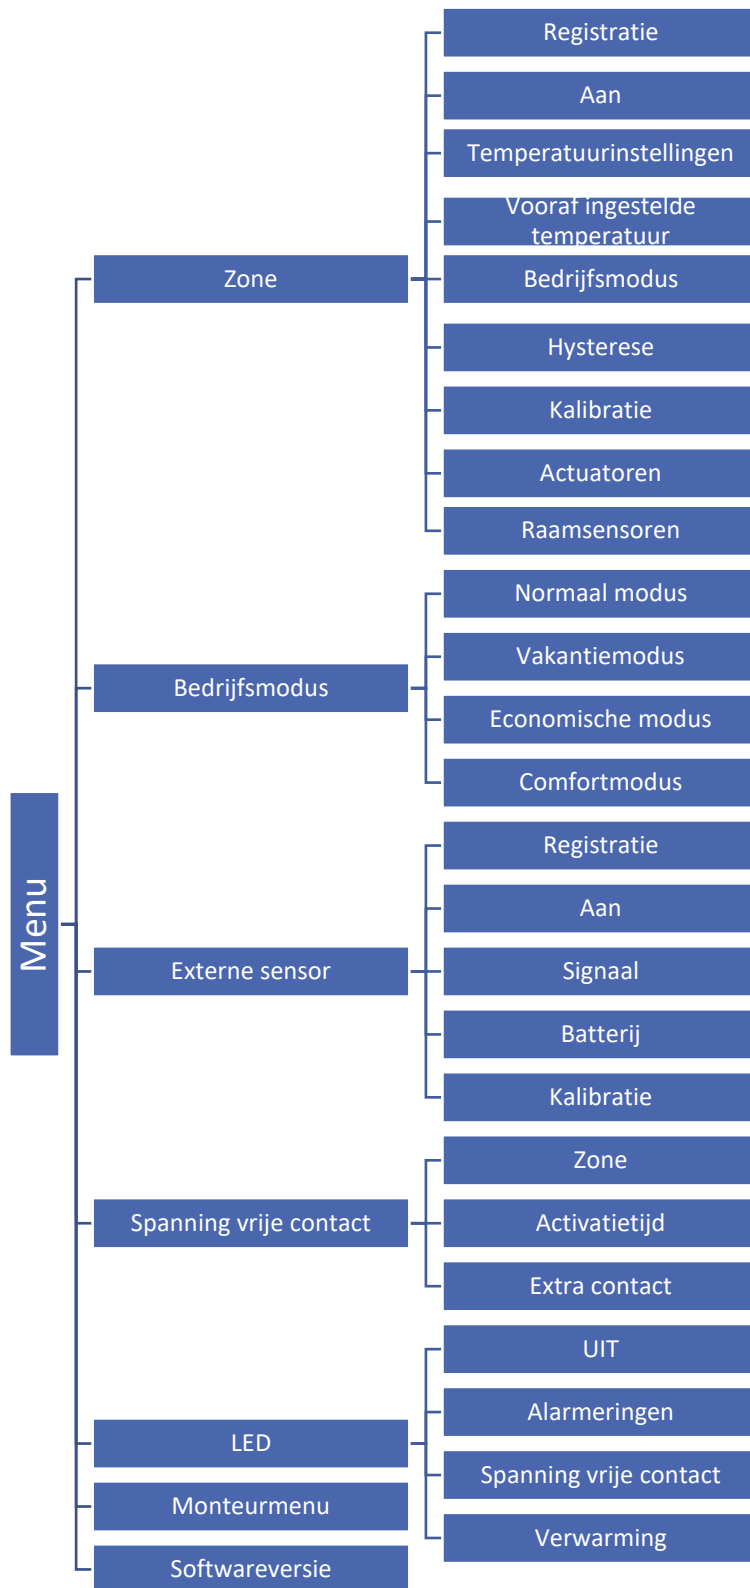 Menu
Zone
Registratie
Aan
Temperatuurinstellingen
Vooraf ingestelde
temperatuur
Bedrijfsmodus
Hysterese
Kalibratie
Actuatoren
Raamsensoren
Bedrijfsmodus
Normaal modus
Vakantiemodus
Economische modus
Comfortmodus
Externe sensor
Registratie
Aan
Signaal
Batterij
Kalibratie
Spanning vrije contact
Zone
Activatietijd
Extra contact
LED
UIT
Alarmeringen
Spanning vrije contact
Verwarming
Monteurmenu
Softwareversie